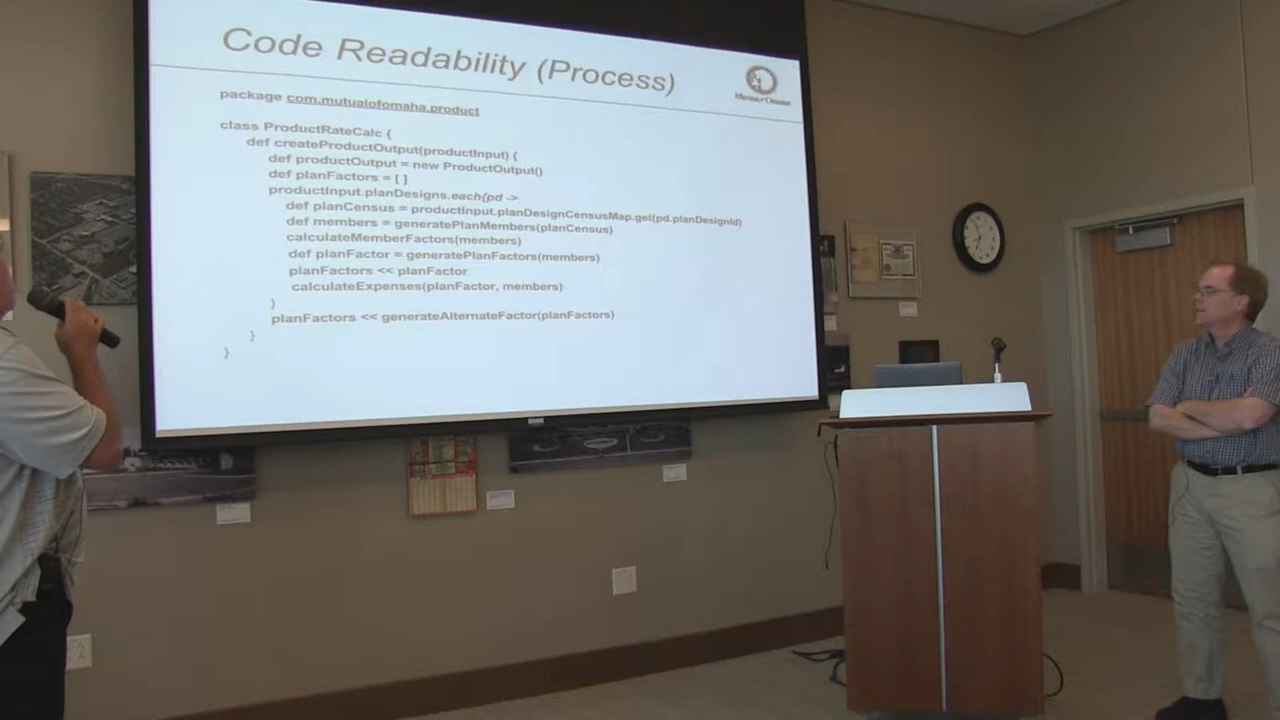 Code Readability (Process)
package com.mutualofomaha.product
class ProductRateCalc {
def createProductOutput(productInput) {
def productOutput = new ProductOutput()
def planFactors = [ ]
productInput.planDesigns.each{pd ->
def planCensus = productInput.planDesignCensusMap.get(pd.planDesignId)
def members = generatePlanMembers(planCensus)
calculateMemberFactors(members)
def planFactor = generatePlanFactors(members)
planFactors << planFactor
calculateExpenses(planFactor, members)
}
planFactors << generateAlternateFactor(planFactors)
}
}